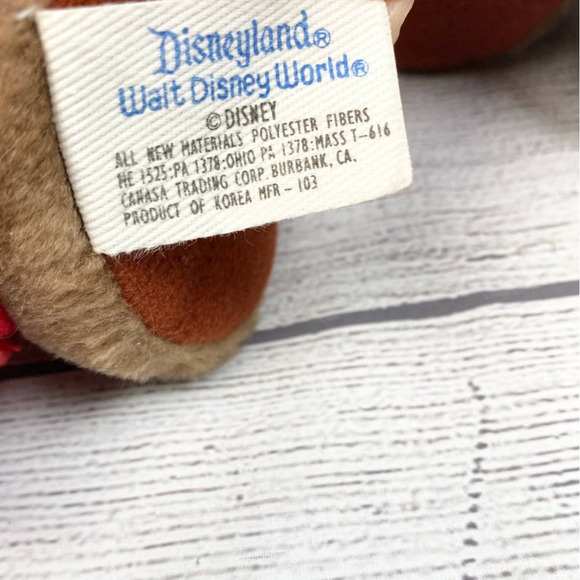 Disneyland®
Walt Disney World®
© DISNEY
ALL NEW MATERIALS POLYESTER FIBERS
ME 1525:PA 1378:OHIO PA 1378:MASS T-616
CANASA TRADING CORP. BURBANK, CA.
PRODUCT OF KOREA MFR-103